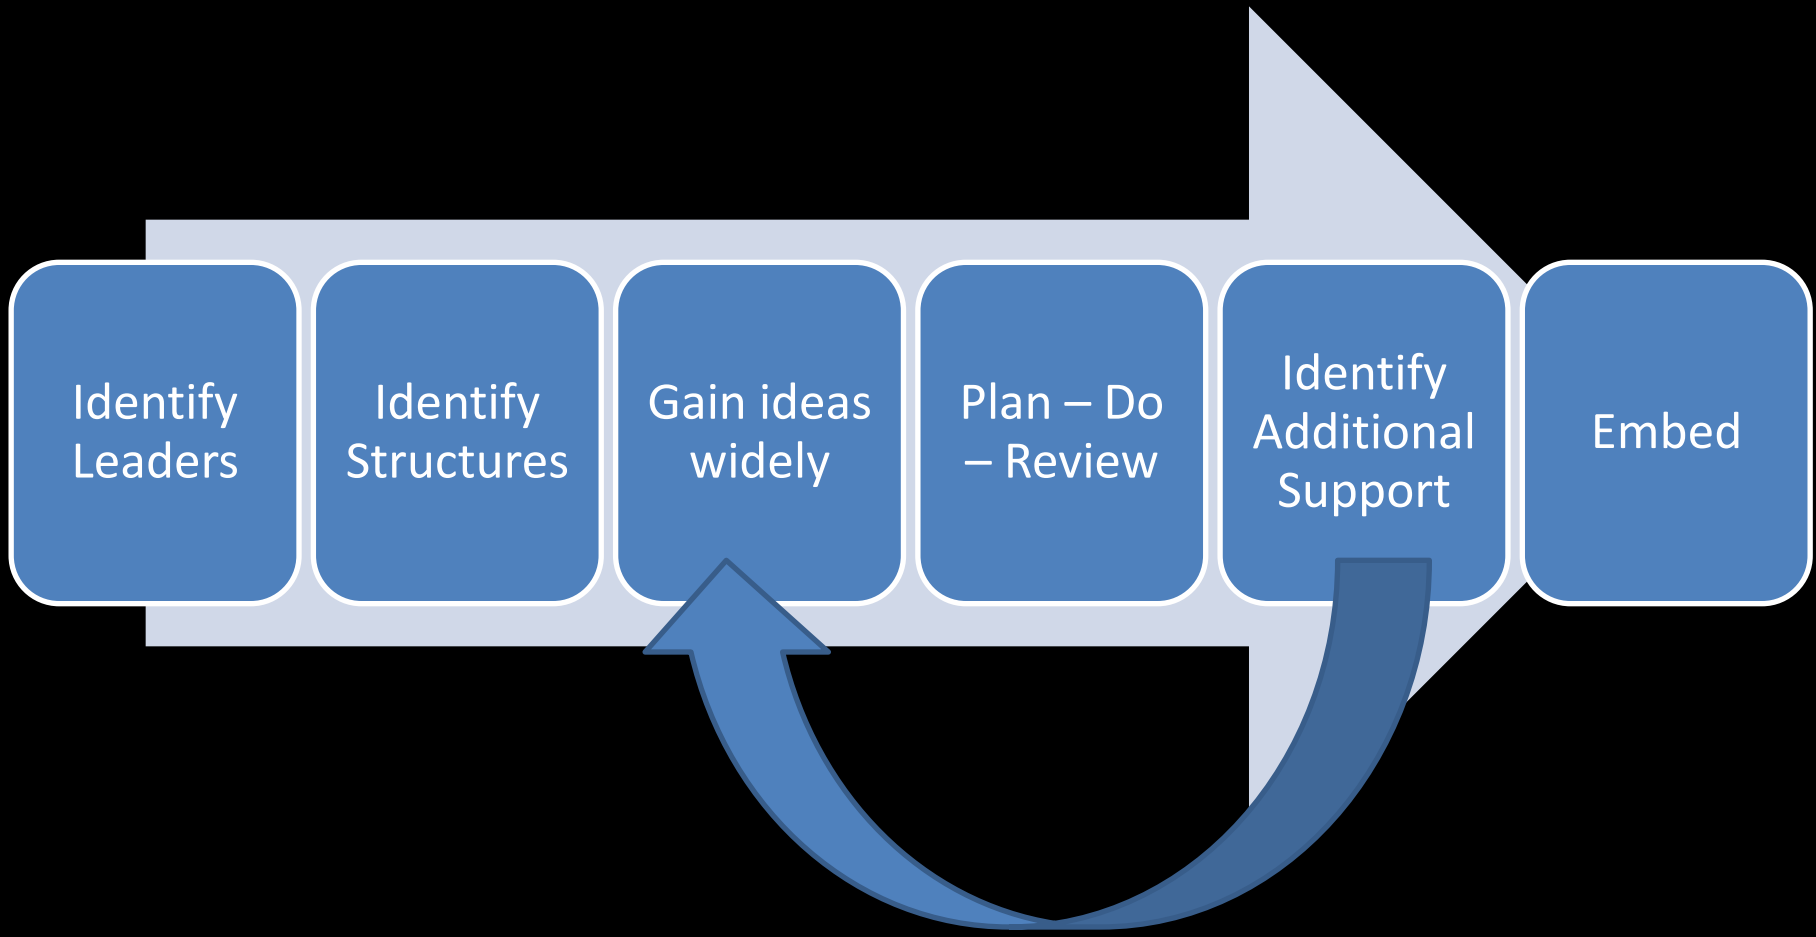 Identify
Leaders
Identify
Structures
Gain ideas
widely
Plan – Do
– Review
Identify
Additional
Support
Embed